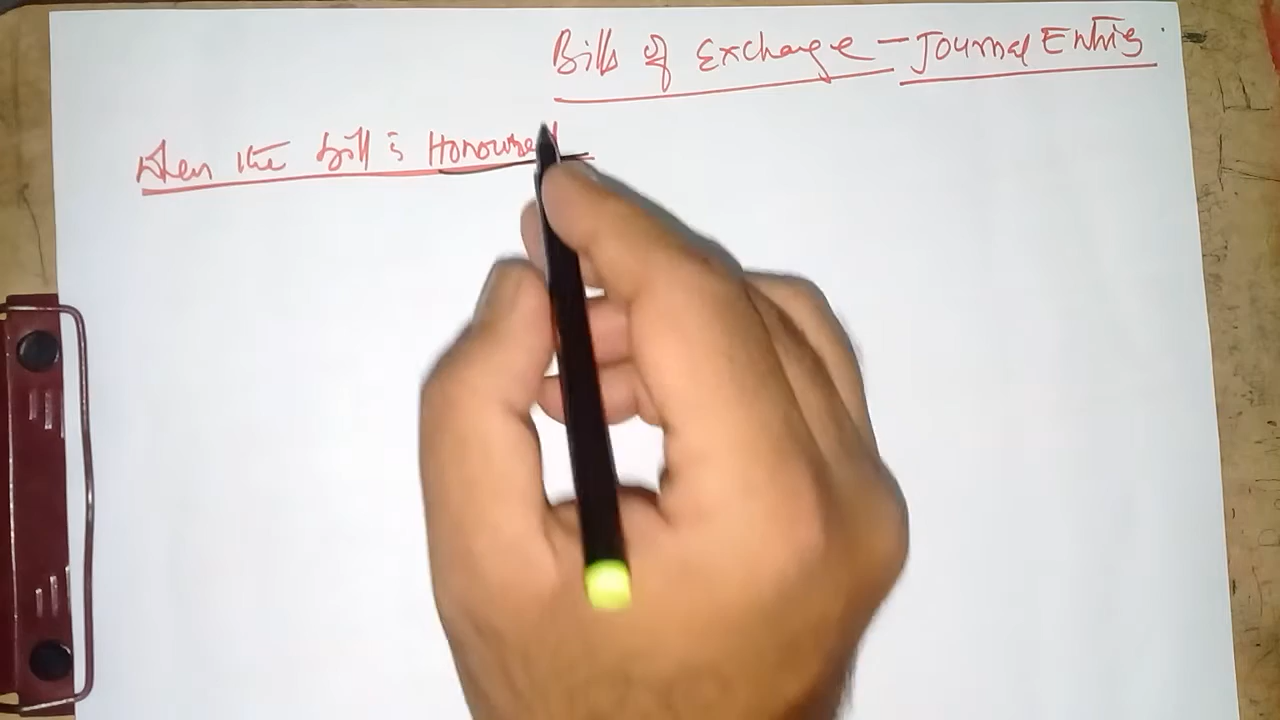 Bills of Exchange - Journal Entries
When the bill is Honoured